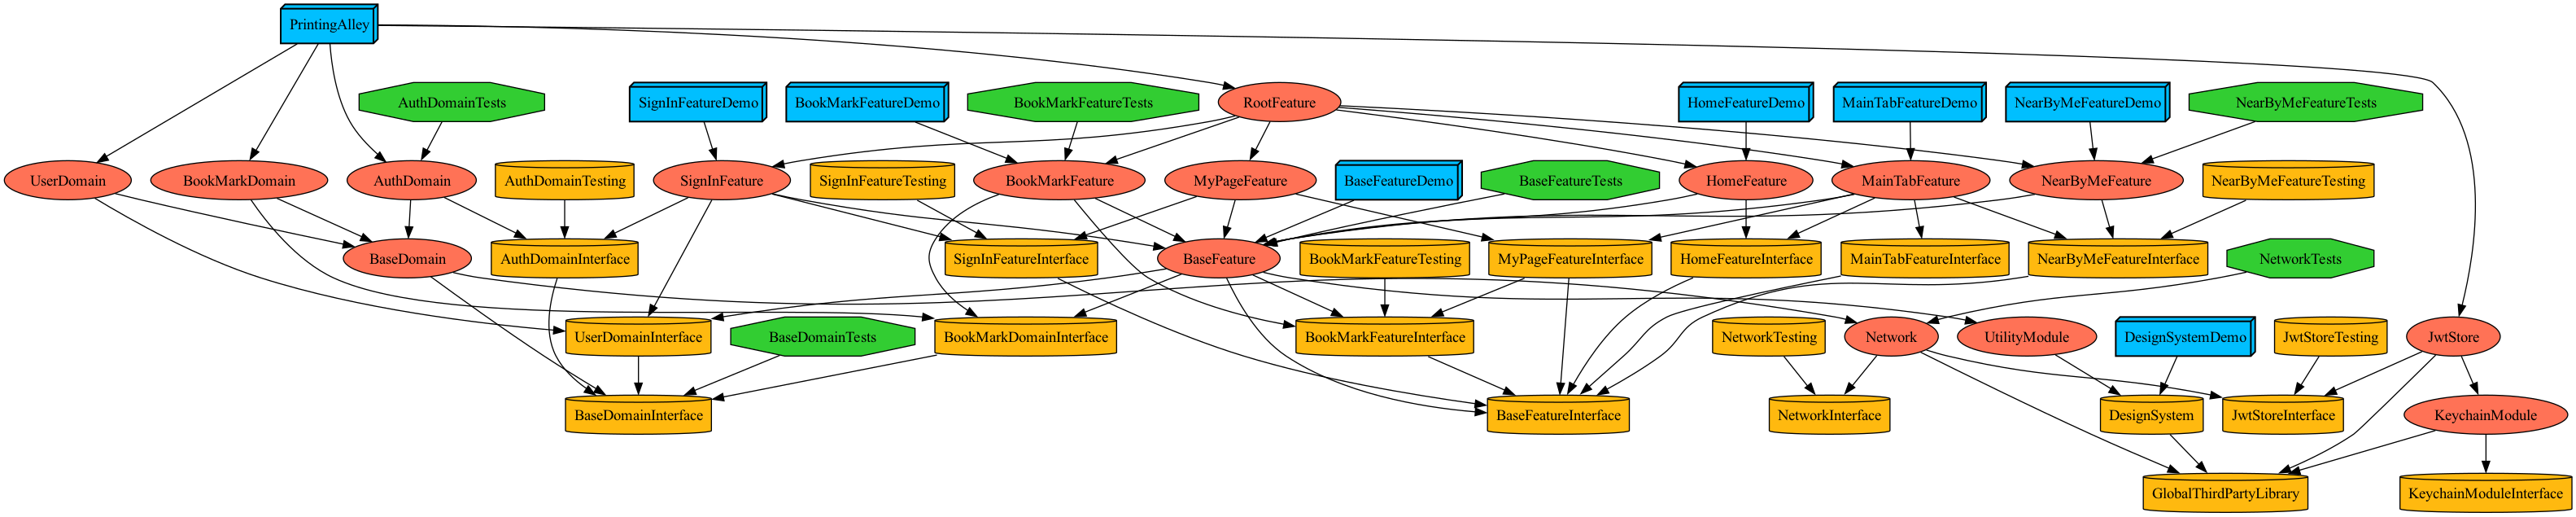 PrintingAlley
AuthDomainTests
SignInFeatureDemo
BookMarkFeatureDemo
BookMarkFeatureTests
RootFeature
HomeFeatureDemo
MainTabFeatureDemo
NearByMeFeatureDemo
NearByMeFeatureTests
UserDomain
BookMarkDomain
AuthDomain
AuthDomainTesting
SignInFeature
SignInFeatureTesting
BookMarkFeature
MyPageFeature
BaseFeatureDemo
BaseFeatureTests
HomeFeature
MainTabFeature
NearByMeFeature
NearByMeFeatureTesting
BaseDomain
AuthDomainInterface
SignInFeatureInterface
BaseFeature
BookMarkFeatureTesting
MyPageFeatureInterface
HomeFeatureInterface
MainTabFeatureInterface
NearByMeFeatureInterface
NetworkTests
UserDomainInterface
BaseDomainTests
BookMarkDomainInterface
BookMarkFeatureInterface
NetworkTesting
Network
UtilityModule
DesignSystemDemo
JwtStoreTesting
JwtStore
BaseDomainInterface
BaseFeatureInterface
NetworkInterface
DesignSystem
JwtStoreInterface
KeychainModule
GlobalThirdPartyLibrary
KeychainModuleInterface